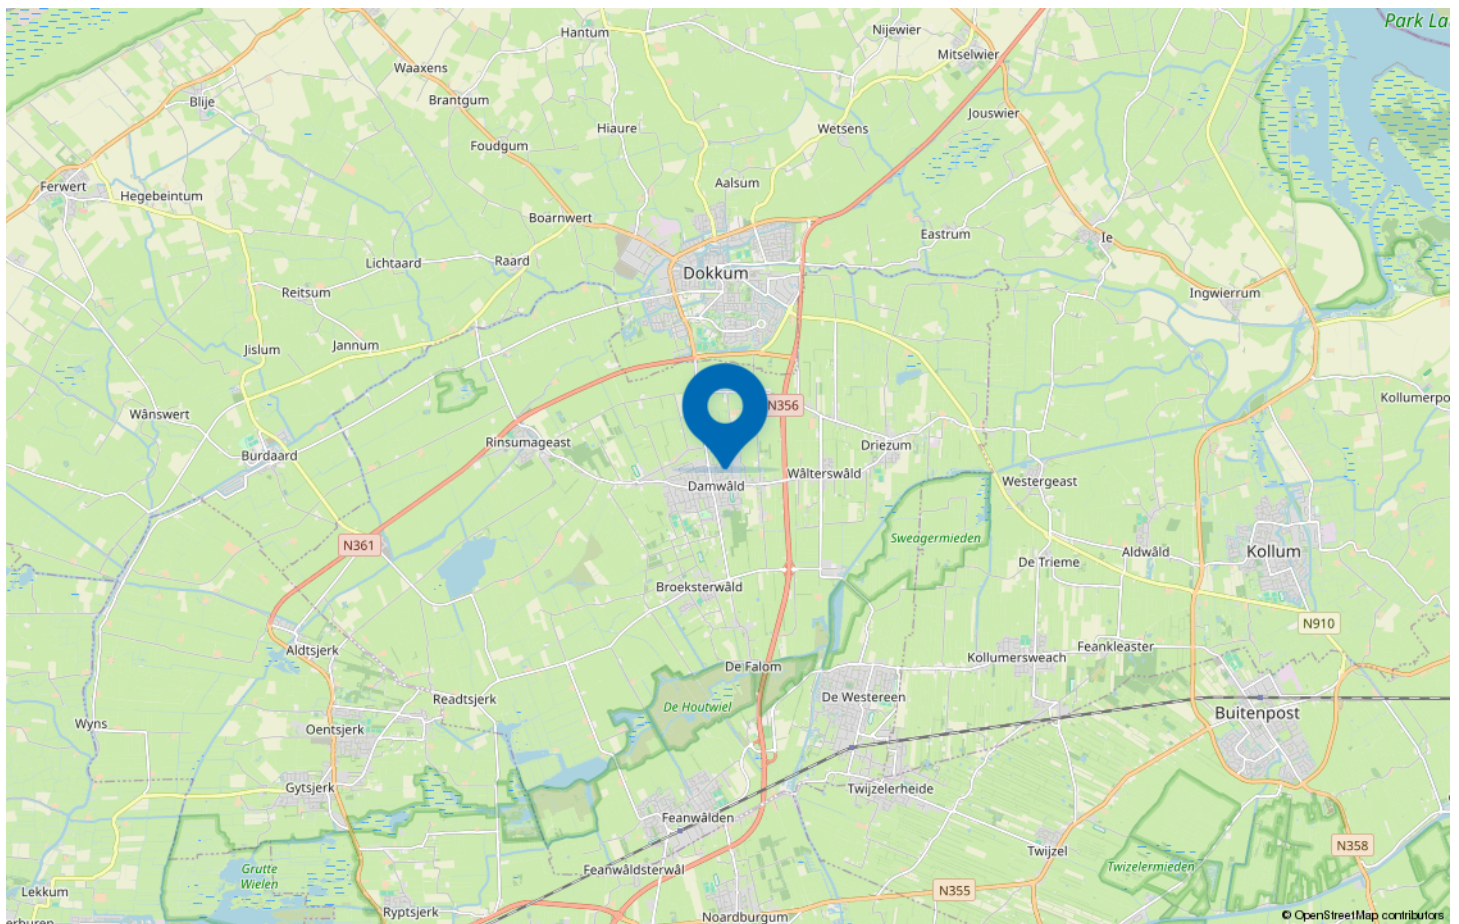 Park La
Hantum
Nijewier
Mitselwier
Waaxens
Blije
Brantgum
Jouswier
Hiaure
Wetsens
Foudgum
Aalsum
Ferwert
Hegebeintum
Boarnwert
Eastrum
Ie
Lichtaard
Raard
Dokkum
Reitsum
Ingwierrum
Jislum
Jannum
Wânswert
N356
Kollumerpo
Rinsumageast
Driezum
Burdaard
Wâlterswâld
Damwâld
Westergeast
N361
Sweagermieden
Aldwâld
Kollum
De Trieme
Broeksterwâld
N910
Aldtsjerk
Feankleaster
Kollumersweach
De Falom
Readtsjerk
De Westereen
De Houtwiel
Wyns
Oentsjerk
Buitenpost
Gytsjerk
Twijzelerheide
Feanwâlden
Twijzel
N358
Feanwâldsterwâl
Grutte
Wielen
Twizelermieden
Lekkum
N355
Ryptsjerk
Noardburgum
erburen
© OpenStreetMap contributors